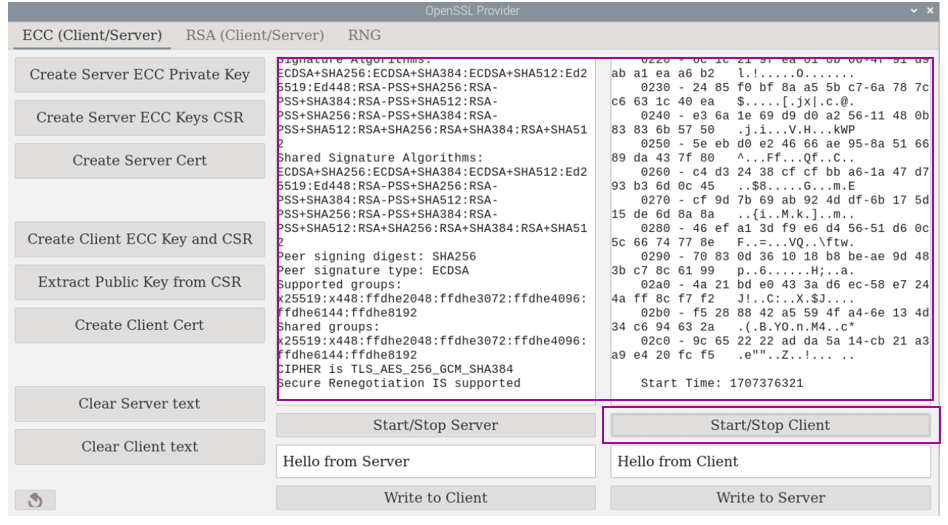 OpenSSL Provider
ECC (Client/Server)
RSA (Client/Server)
RNG
Create Server ECC Private Key
Create Server ECC Keys CSR
Create Server Cert
Create Client ECC Key and CSR
Extract Public Key from CSR
Create Client Cert
Clear Server text
Clear Client text
Signature Algorithms:
ECDSA+SHA256:ECDSA+SHA384:ECDSA+SHA512:Ed2
5519:Ed448:RSA-PSS+SHA256:RSA-
PSS+SHA384:RSA-PSS+SHA512:RSA-
PSS+SHA256:RSA-PSS+SHA384:RSA-
PSS+SHA512:RSA+SHA256:RSA+SHA384:RSA+SHA51
2
Shared Signature Algorithms:
ECDSA+SHA256:ECDSA+SHA384:ECDSA+SHA512:Ed2
5519:Ed448:RSA-PSS+SHA256:RSA-
PSS+SHA384:RSA-PSS+SHA512:RSA-
PSS+SHA256:RSA-PSS+SHA384:RSA-
PSS+SHA512:RSA+SHA256:RSA+SHA384:RSA+SHA51
2
Peer signing digest: SHA256
Peer signature type: ECDSA
Supported groups:
x25519:x448:ffdhe2048:ffdhe3072:ffdhe4096:
ffdhe6144:ffdhe8192
Shared groups:
x25519:x448:ffdhe2048:ffdhe3072:ffdhe4096:
ffdhe6144:ffdhe8192
CIPHER is TLS_AES_256_GCM_SHA384
Secure Renegotiation IS supported
ab a1 ea a6 b2   l.!.....O.......
0230 - 24 85 f0 bf 8a a5 5b c7-6a 78 7c
c6 63 1c 40 ea   $.....[.jx|.c.@.
0240 - e3 6a 1e 69 d9 d0 a2 56-11 48 0b
83 83 6b 57 50   .j.i...V.H...kWP
0250 - 5e eb d0 e2 46 66 ae 95-8a 51 66
89 da 43 7f 80   ^...Ff...Qf..C..
0260 - c4 d3 24 38 cf cf bb a6-1a 47 d7
93 b3 6d 0c 45   ..$8.....G...m.E
0270 - cf 9d 7b 69 ab 92 4d df-6b 17 5d
15 de 6d 8a 8a   ..{i..M.k.]..m..
0280 - 46 ef a1 3d f9 e6 d4 56-51 d6 0c
5c 66 74 77 8e   F..=...VQ..\ftw.
0290 - 70 83 0d 36 10 18 b8 be-ae 9d 48
3b c7 8c 61 99   p..6......H;..a.
02a0 - 4a 21 bd e0 43 3a d6 ec-58 e7 24
4a ff 8c f7 f2   J!..C:..X.$J....
02b0 - f5 28 88 42 a5 59 4f a4-6e 13 4d
34 c6 94 63 2a   .(.B.YO.n.M4..c*
02c0 - 9c 65 22 22 ad da 5a 14-cb 21 a3
a9 e4 20 fc f5   .e""..Z..!... ..
Start Time: 1707376321
Start/Stop Server
Start/Stop Client
Hello from Server
Hello from Client
Write to Client
Write to Server